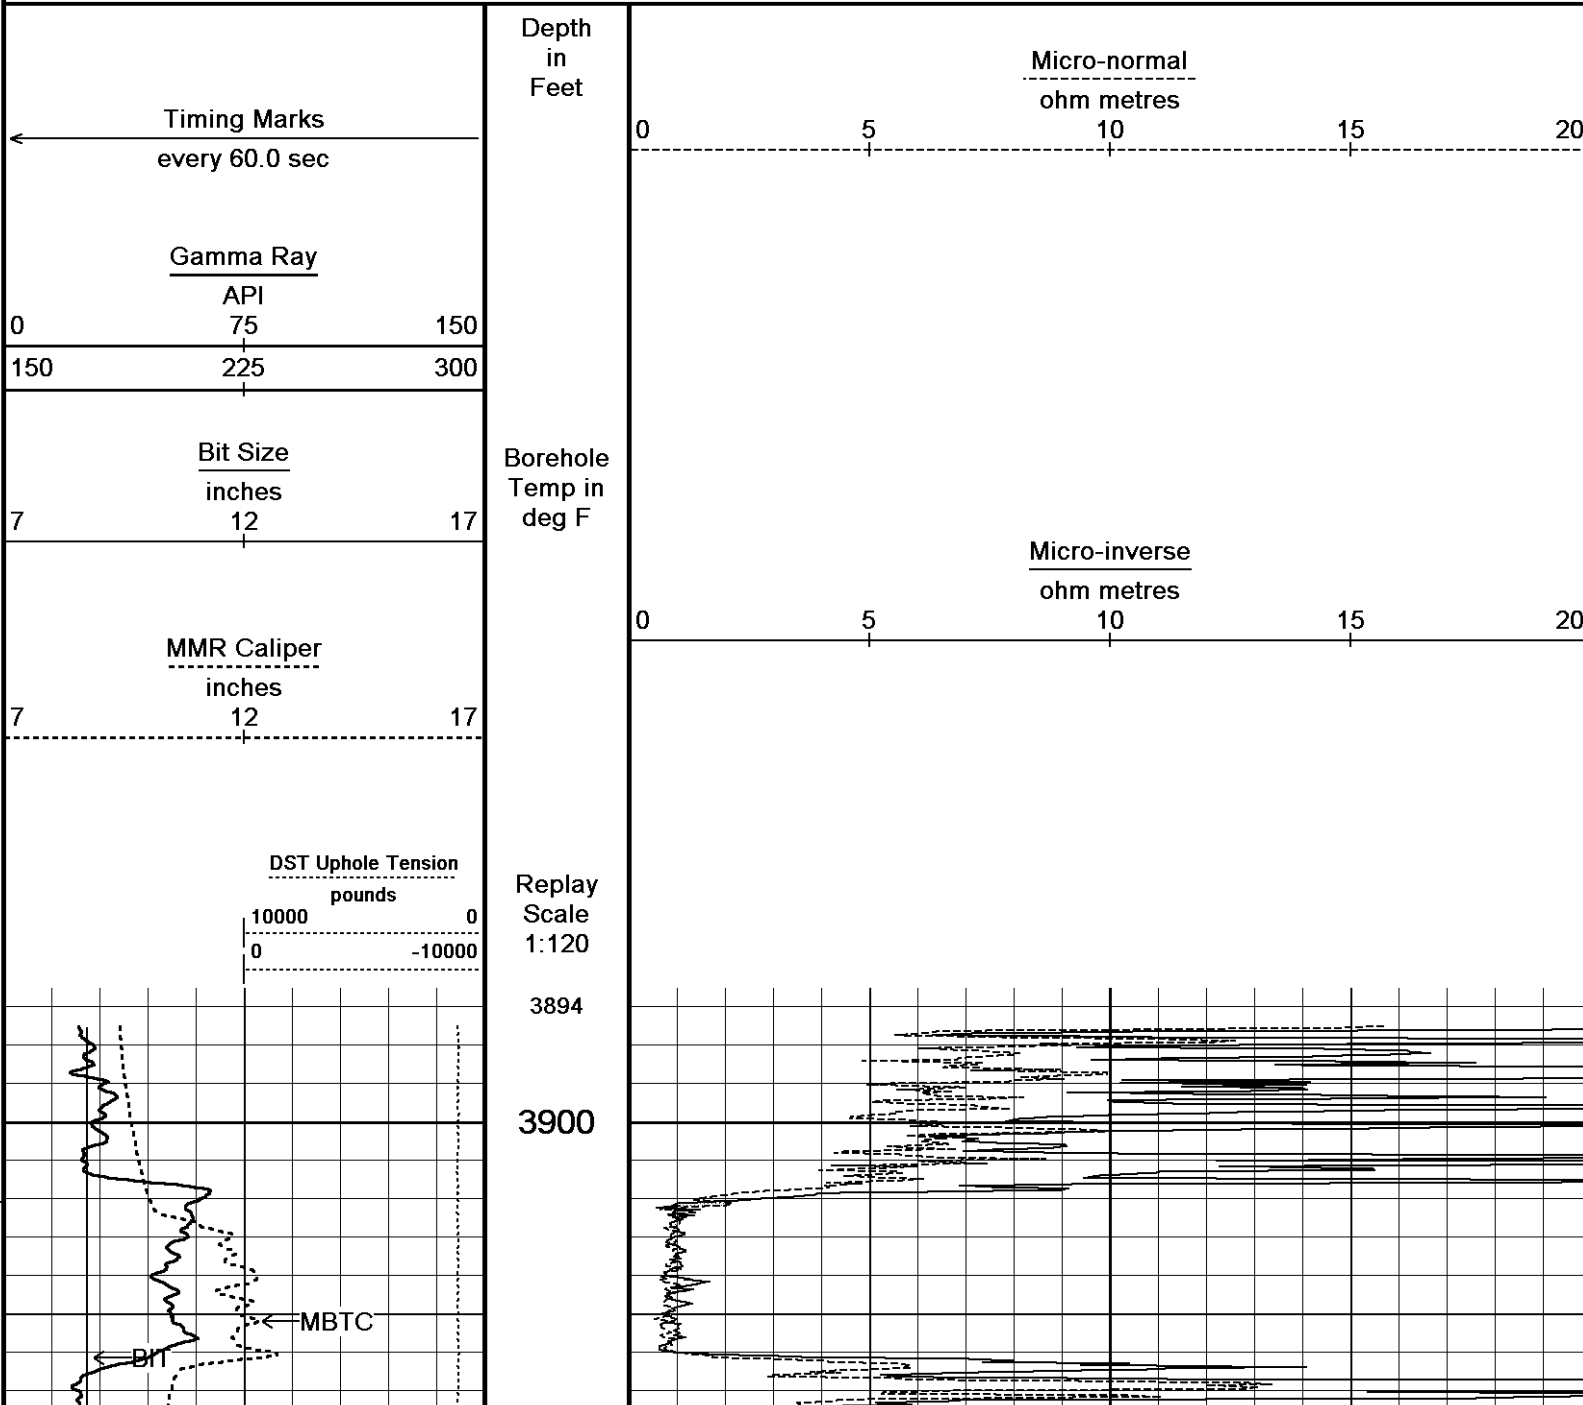 Timing Marks
every 60.0 sec
Gamma Ray
API
0 75 150
150 225 300
Bit Size
inches
7 12 17
MMR Caliper
inches
7 12 17
DST Uphole Tension
pounds
10000 0
0 -10000
Depth
in
Feet
Borehole
Temp in
deg F
Replay
Scale
1:120
3894
3900
Micro-normal
ohm metres
0 5 10 15 20
Micro-inverse
ohm metres
0 5 10 15 20
MBTC
BIT